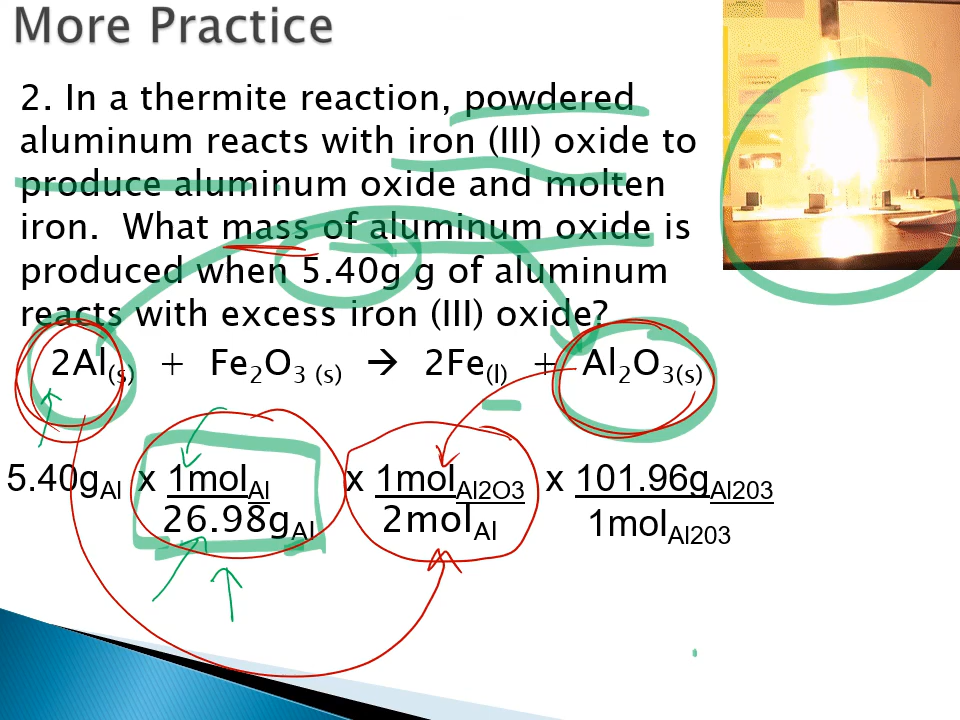 More Practice
2. In a thermite reaction, powdered
aluminum reacts with iron (III) oxide to
produce aluminum oxide and molten
iron.  What mass of aluminum oxide is
produced when 5.40g g of aluminum
reacts with excess iron (III) oxide?
2Al(s) + Fe2O3 (s) → 2Fe(l) + Al2O3(s)
5.40gAl x 1molAl x 1molAl2O3 x 101.96gAl203
26.98gAl 2molAl 1molAl203